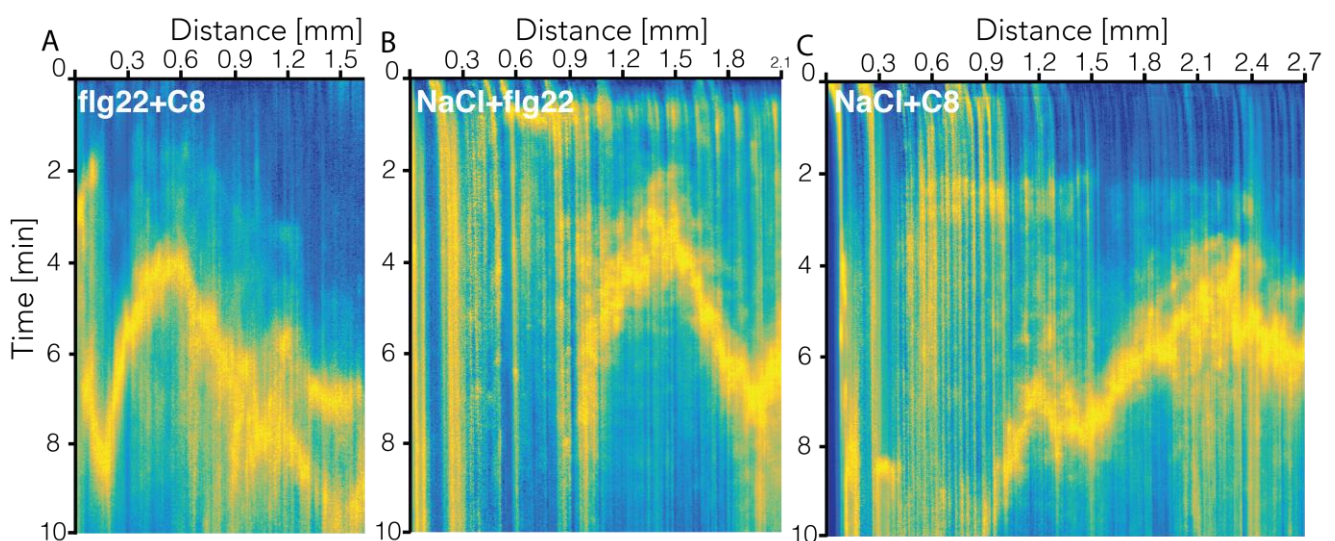 A
Distance [mm]
0
0.3 0.6 0.9 1.2 1.5
flg22+C8
2
4
6
8
10
Time [min]
B
Distance [mm]
0
0.3 0.6 0.9 1.2 1.5 1.8 2.1
NaCl+flg22
2
4
6
8
10
C
Distance [mm]
0
0.3 0.6 0.9 1.2 1.5 1.8 2.1 2.4 2.7
NaCl+C8
2
4
6
8
10